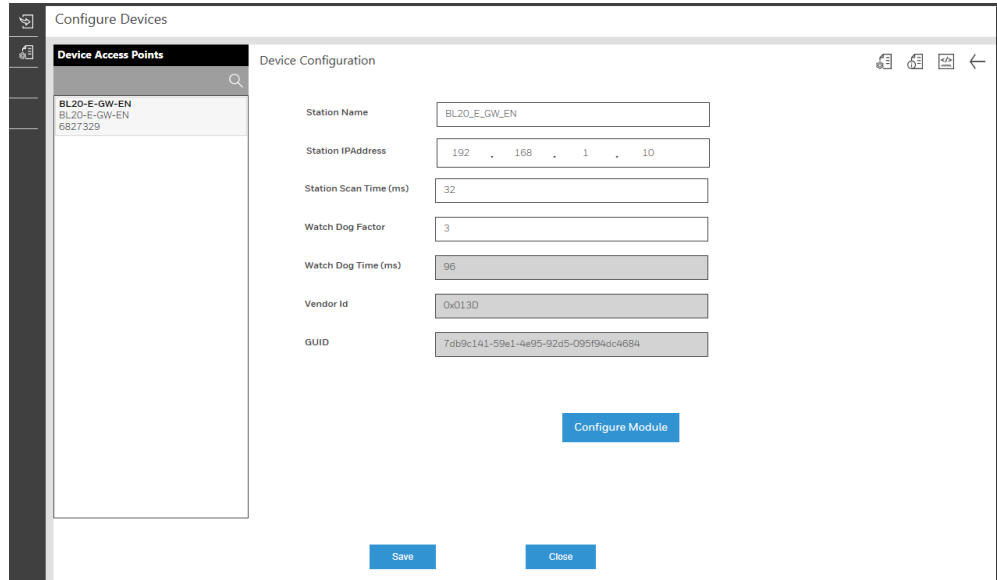 Configure Devices
Device Access Points
BL20-E-GW-EN
BL20-E-GW-EN
6827329
Device Configuration
Station Name
BL20_E_GW_EN
Station IPAddress
192 . 168 . 1 . 10
Station Scan Time (ms)
32
Watch Dog Factor
3
Watch Dog Time (ms)
96
Vendor Id
0x013D
GUID
7db9c141-59e1-4e95-92d5-095f94dc4684
Configure Module
Save
Close